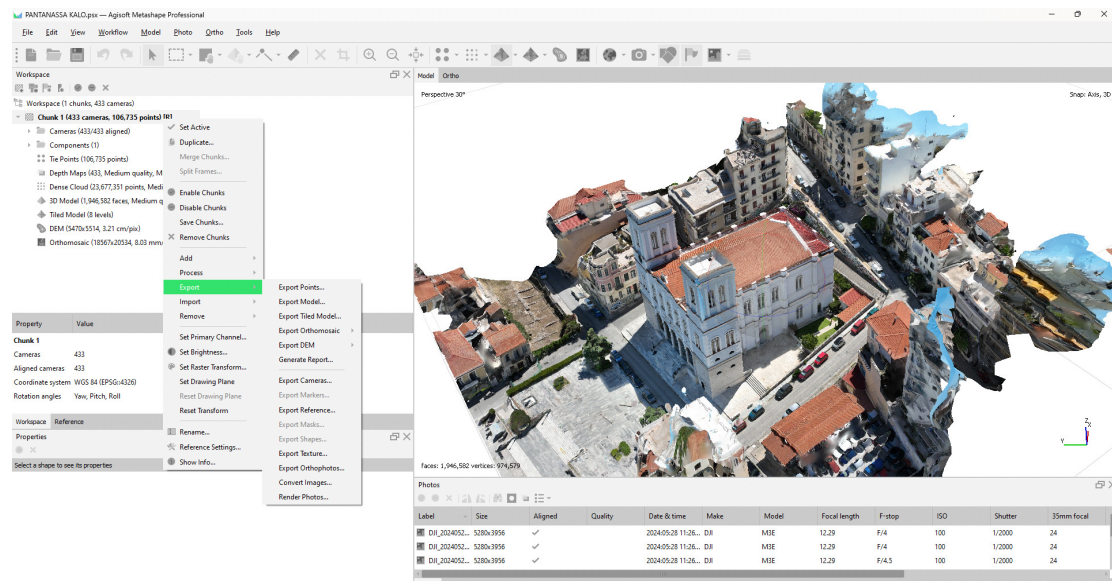 PANTANASSA KALO.psx — Agisoft Metashape Professional
File Edit View Workflow Model Photo Ortho Tools Help
Workspace
Workspace (1 chunks, 433 cameras)
Chunk 1 (433 cameras, 106,735 points) [R]
Cameras (433/433 aligned)
Components (1)
Tie Points (106,735 points)
Depth Maps (433, Medium quality, M
Dense Cloud (23,677,351 points, Medi
3D Model (1,946,582 faces, Medium q
Tiled Model (8 levels)
DEM (5470x5514, 3.21 cm/pix)
Orthomosaic (18567x20534, 8.03 mm/
Set Active
Duplicate...
Merge Chunks...
Split Frames...
Enable Chunks
Disable Chunks
Save Chunks...
Remove Chunks
Add
Process
Export
Import
Remove
Set Primary Channel...
Set Brightness...
Set Raster Transform...
Set Drawing Plane
Reset Drawing Plane
Reset Transform
Rename...
Reference Settings...
Show Info...
Export Points...
Export Model...
Export Tiled Model...
Export Orthomosaic
Export DEM
Generate Report...
Export Cameras...
Export Markers...
Export Reference...
Export Masks...
Export Shapes...
Export Texture...
Export Orthophotos...
Convert Images...
Render Photos...
Property Value
Chunk 1
Cameras 433
Aligned cameras 433
Coordinate system WGS 84 (EPSG::4326)
Rotation angles Yaw, Pitch, Roll
Workspace Reference
Properties
Select a shape to see its properties
Model Ortho
Perspective 30°
Snap: Axis, 3D
Z
X
Y
faces: 1,946,582 vertices: 974,579
Photos
Label Size Aligned Quality Date & time Make Model Focal length F-stop ISO Shutter 35mm focal
DJI_2024052... 5280x3956 2024:05:28 11:26... DJI M3E 12.29 F/4 100 1/2000 24
DJI_2024052... 5280x3956 2024:05:28 11:26... DJI M3E 12.29 F/4 100 1/2000 24
DJI_2024052... 5280x3956 2024:05:28 11:26... DJI M3E 12.29 F/4.5 100 1/2000 24